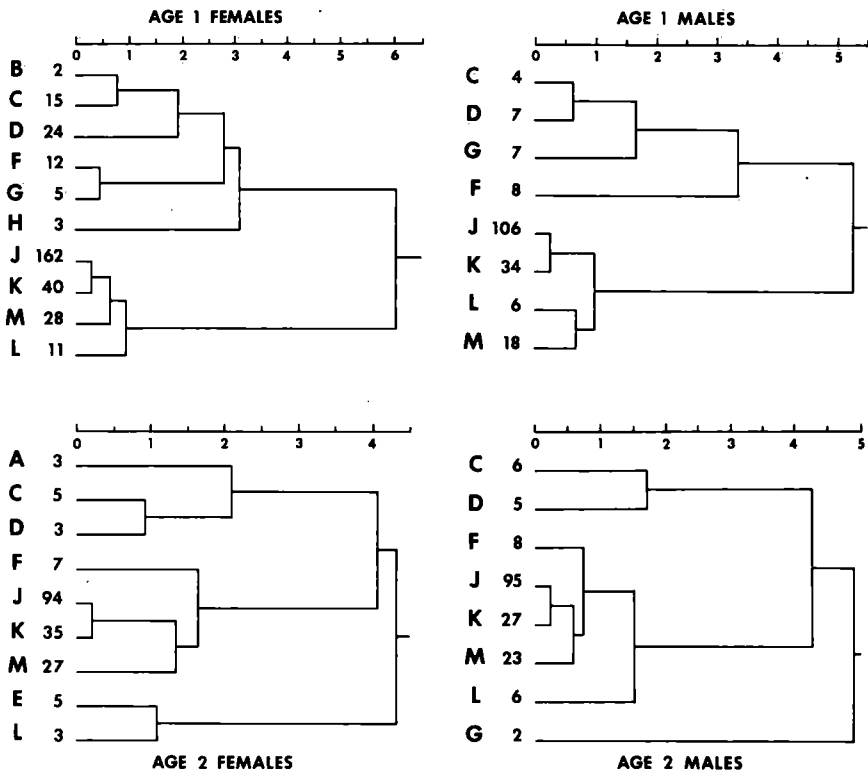 AGE 1 FEMALES
0 1 2 3 4 5 6
B 2
C 15
D 24
F 12
G 5
H 3
J 162
K 40
M 28
L 11
AGE 1 MALES
0 1 2 3 4 5
C 4
D 7
G 7
F 8
J 106
K 34
L 6
M 18
0 1 2 3 4
A 3
C 5
D 3
F 7
J 94
K 35
M 27
E 5
L 3
AGE 2 FEMALES
0 1 2 3 4 5
C 6
D 5
F 8
J 95
K 27
M 23
L 6
G 2
AGE 2 MALES